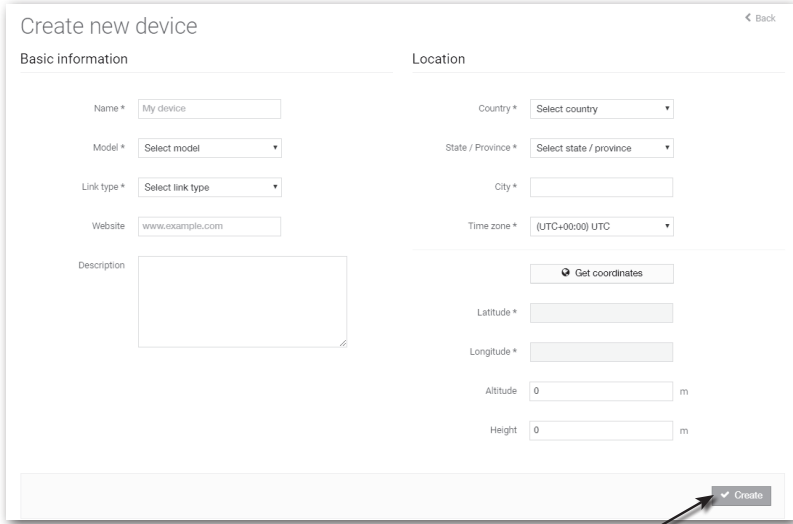 Create new device
Back
Basic information
Name *
My device
Model *
Select model
Link type *
Select link type
Website
www.example.com
Description
Location
Country *
Select country
State / Province *
Select state / province
City *
Time zone *
(UTC+00:00) UTC
Get coordinates
Latitude *
Longitude *
Altitude
0
m
Height
0
m
Create